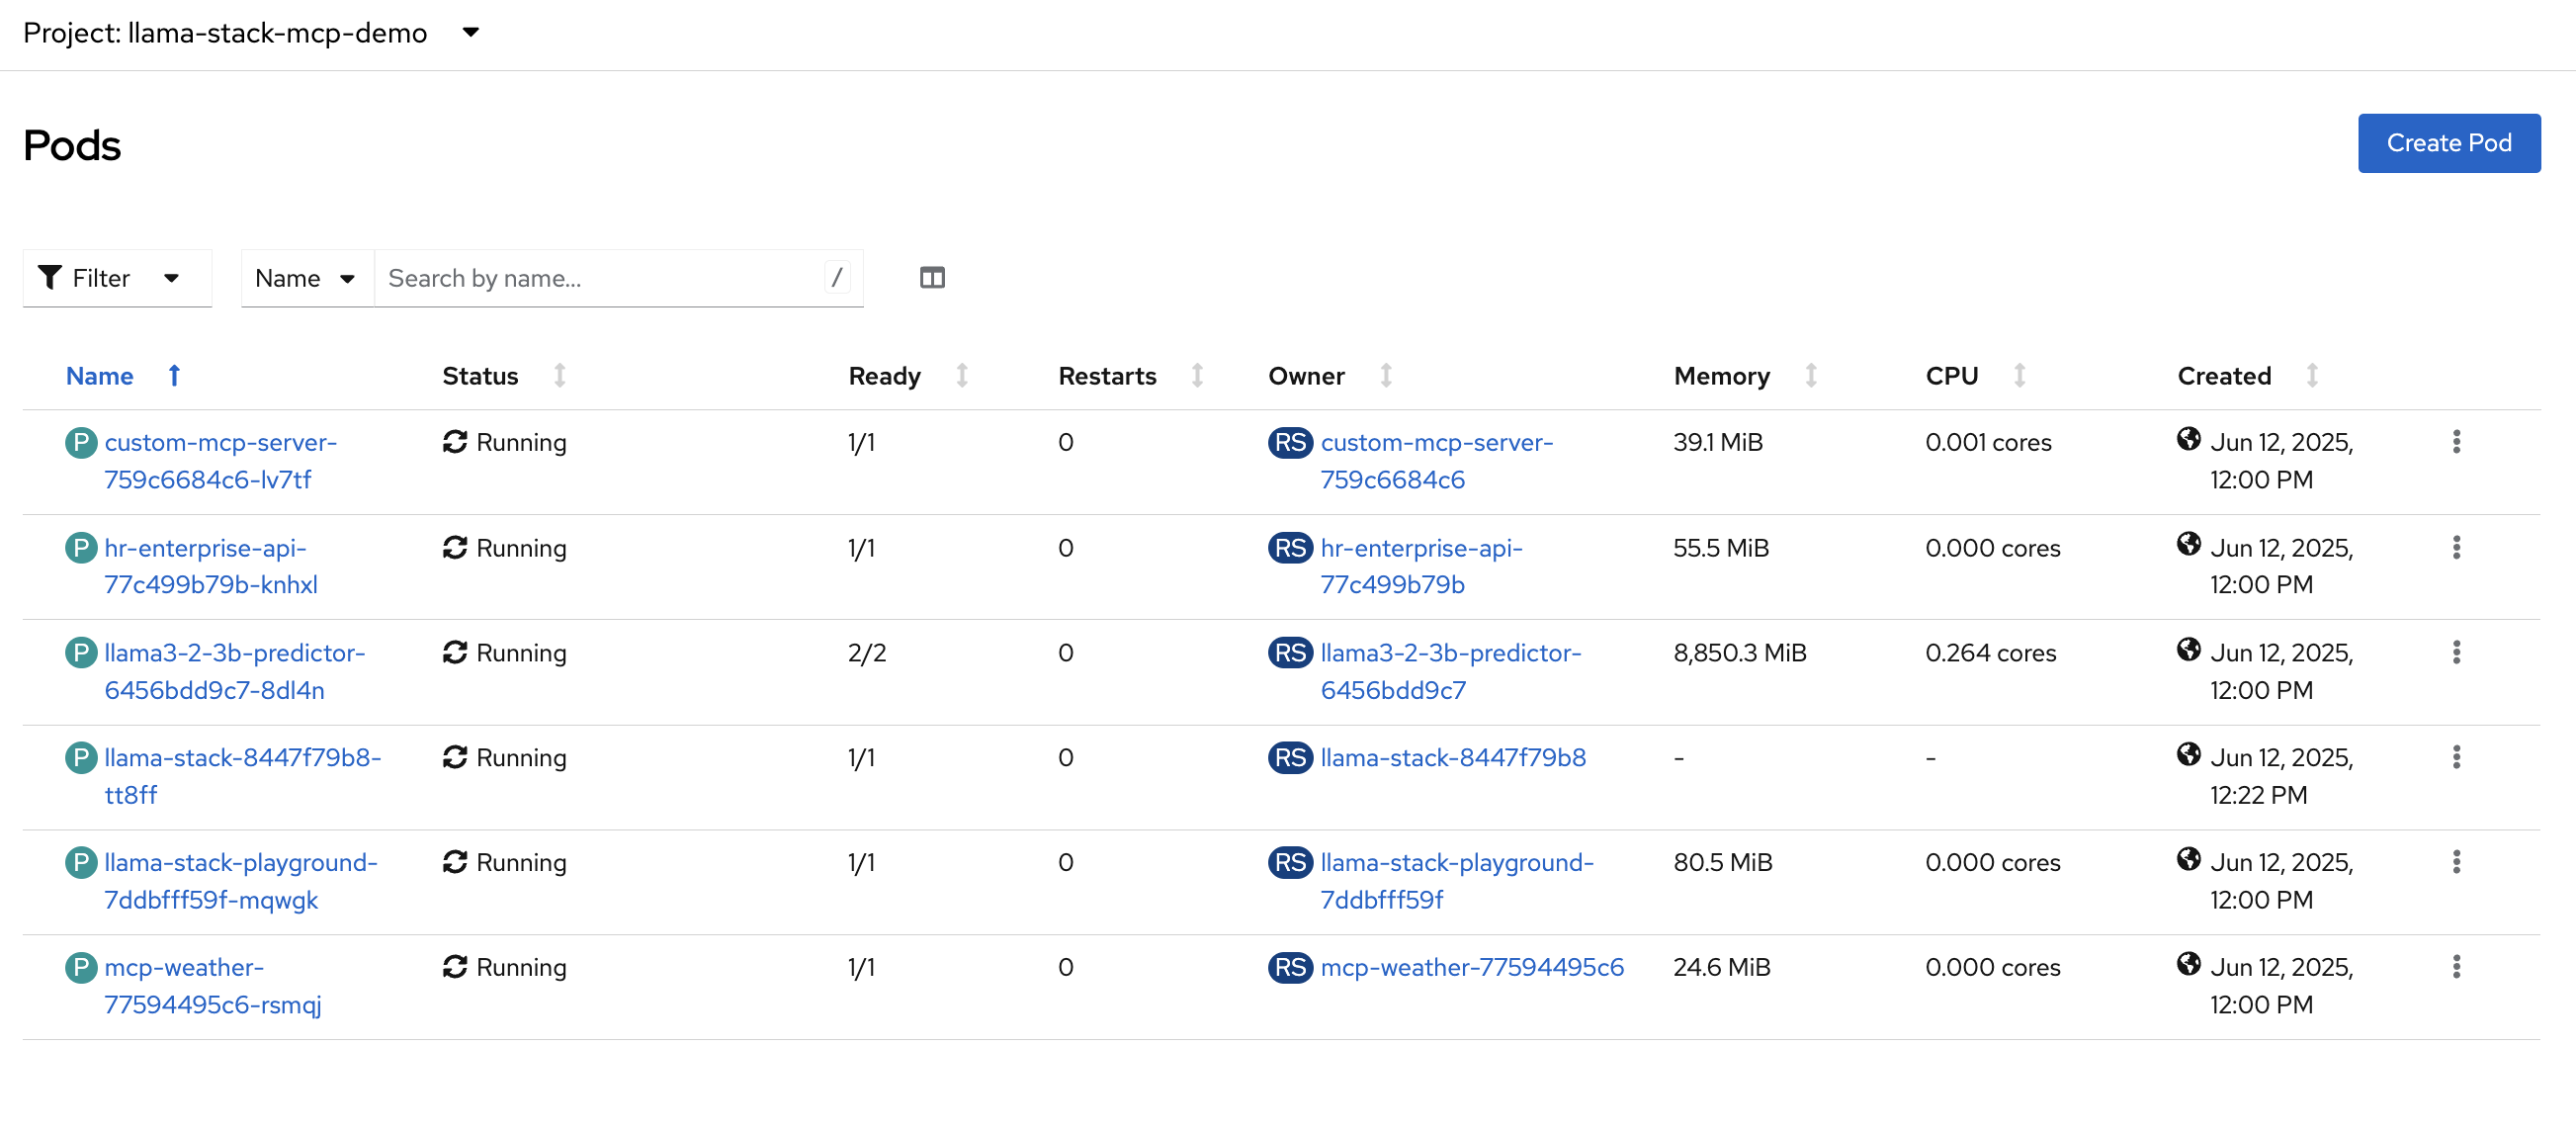 Project: llama-stack-mcp-demo
Pods
Create Pod
Filter
Name
Search by name...
/
Name Status Ready Restarts Owner Memory CPU Created
P custom-mcp-server- Running 1/1 0 RS custom-mcp-server- 39.1 MiB 0.001 cores Jun 12, 2025,
759c6684c6-lv7tf 759c6684c6 12:00 PM
P hr-enterprise-api- Running 1/1 0 RS hr-enterprise-api- 55.5 MiB 0.000 cores Jun 12, 2025,
77c499b79b-knhxl 77c499b79b 12:00 PM
P llama3-2-3b-predictor- Running 2/2 0 RS llama3-2-3b-predictor- 8,850.3 MiB 0.264 cores Jun 12, 2025,
6456bdd9c7-8dl4n 6456bdd9c7 12:00 PM
P llama-stack-8447f79b8- Running 1/1 0 RS llama-stack-8447f79b8 - - Jun 12, 2025,
tt8ff 12:22 PM
P llama-stack-playground- Running 1/1 0 RS llama-stack-playground- 80.5 MiB 0.000 cores Jun 12, 2025,
7ddbfff59f-mqwgk 7ddbfff59f 12:00 PM
P mcp-weather- Running 1/1 0 RS mcp-weather-77594495c6 24.6 MiB 0.000 cores Jun 12, 2025,
77594495c6-rsmqj 12:00 PM